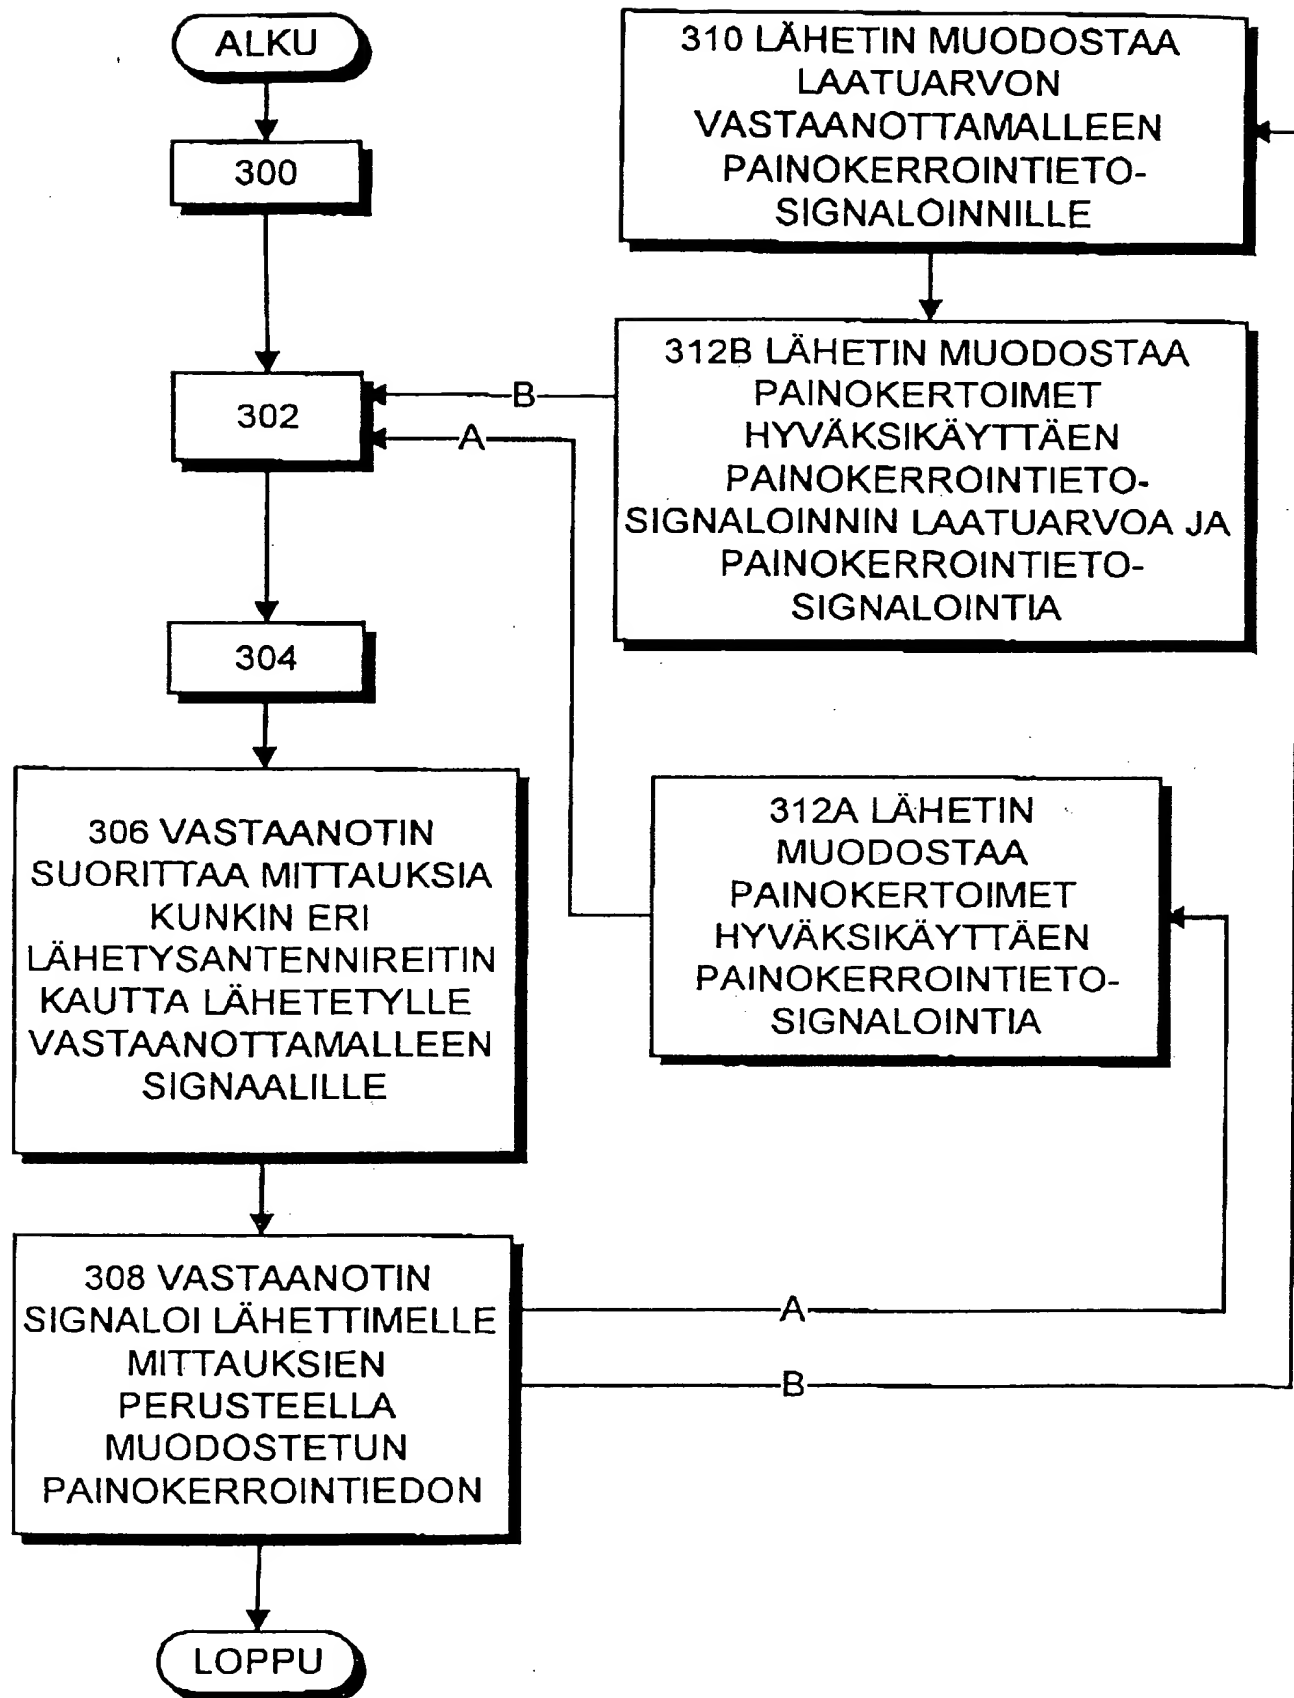 ALKU
300
302
304
306 VASTAANOTIN
SUORITTAA MITTAUKSIA
KUNKIN ERI
LÄHETYSANTENNIREITIN
KAUTTA LÄHETETYLLE
VASTAANOTTAMALLEEN
SIGNAALILLE
308 VASTAANOTIN
SIGNALOI LÄHETTIMELLE
MITTAUKSIEN
PERUSTEELLA
MUODOSTETUN
PAINOKERROINTIEDON
LOPPU
310 LÄHETIN MUODOSTAA
LAATUARVON
VASTAANOTTAMALLEEN
PAINOKERROINTIETO-
SIGNALOINNILLE
312B LÄHETIN MUODOSTAA
PAINOKERTOIMET
HYVÄKSIKÄYTTÄEN
PAINOKERROINTIETO-
SIGNALOINNIN LAATUARVOA JA
PAINOKERROINTIETO-
SIGNALOINTIA
B
A
312A LÄHETIN
MUODOSTAA
PAINOKERTOIMET
HYVÄKSIKÄYTTÄEN
PAINOKERROINTIETO-
SIGNALOINTIA
A
B